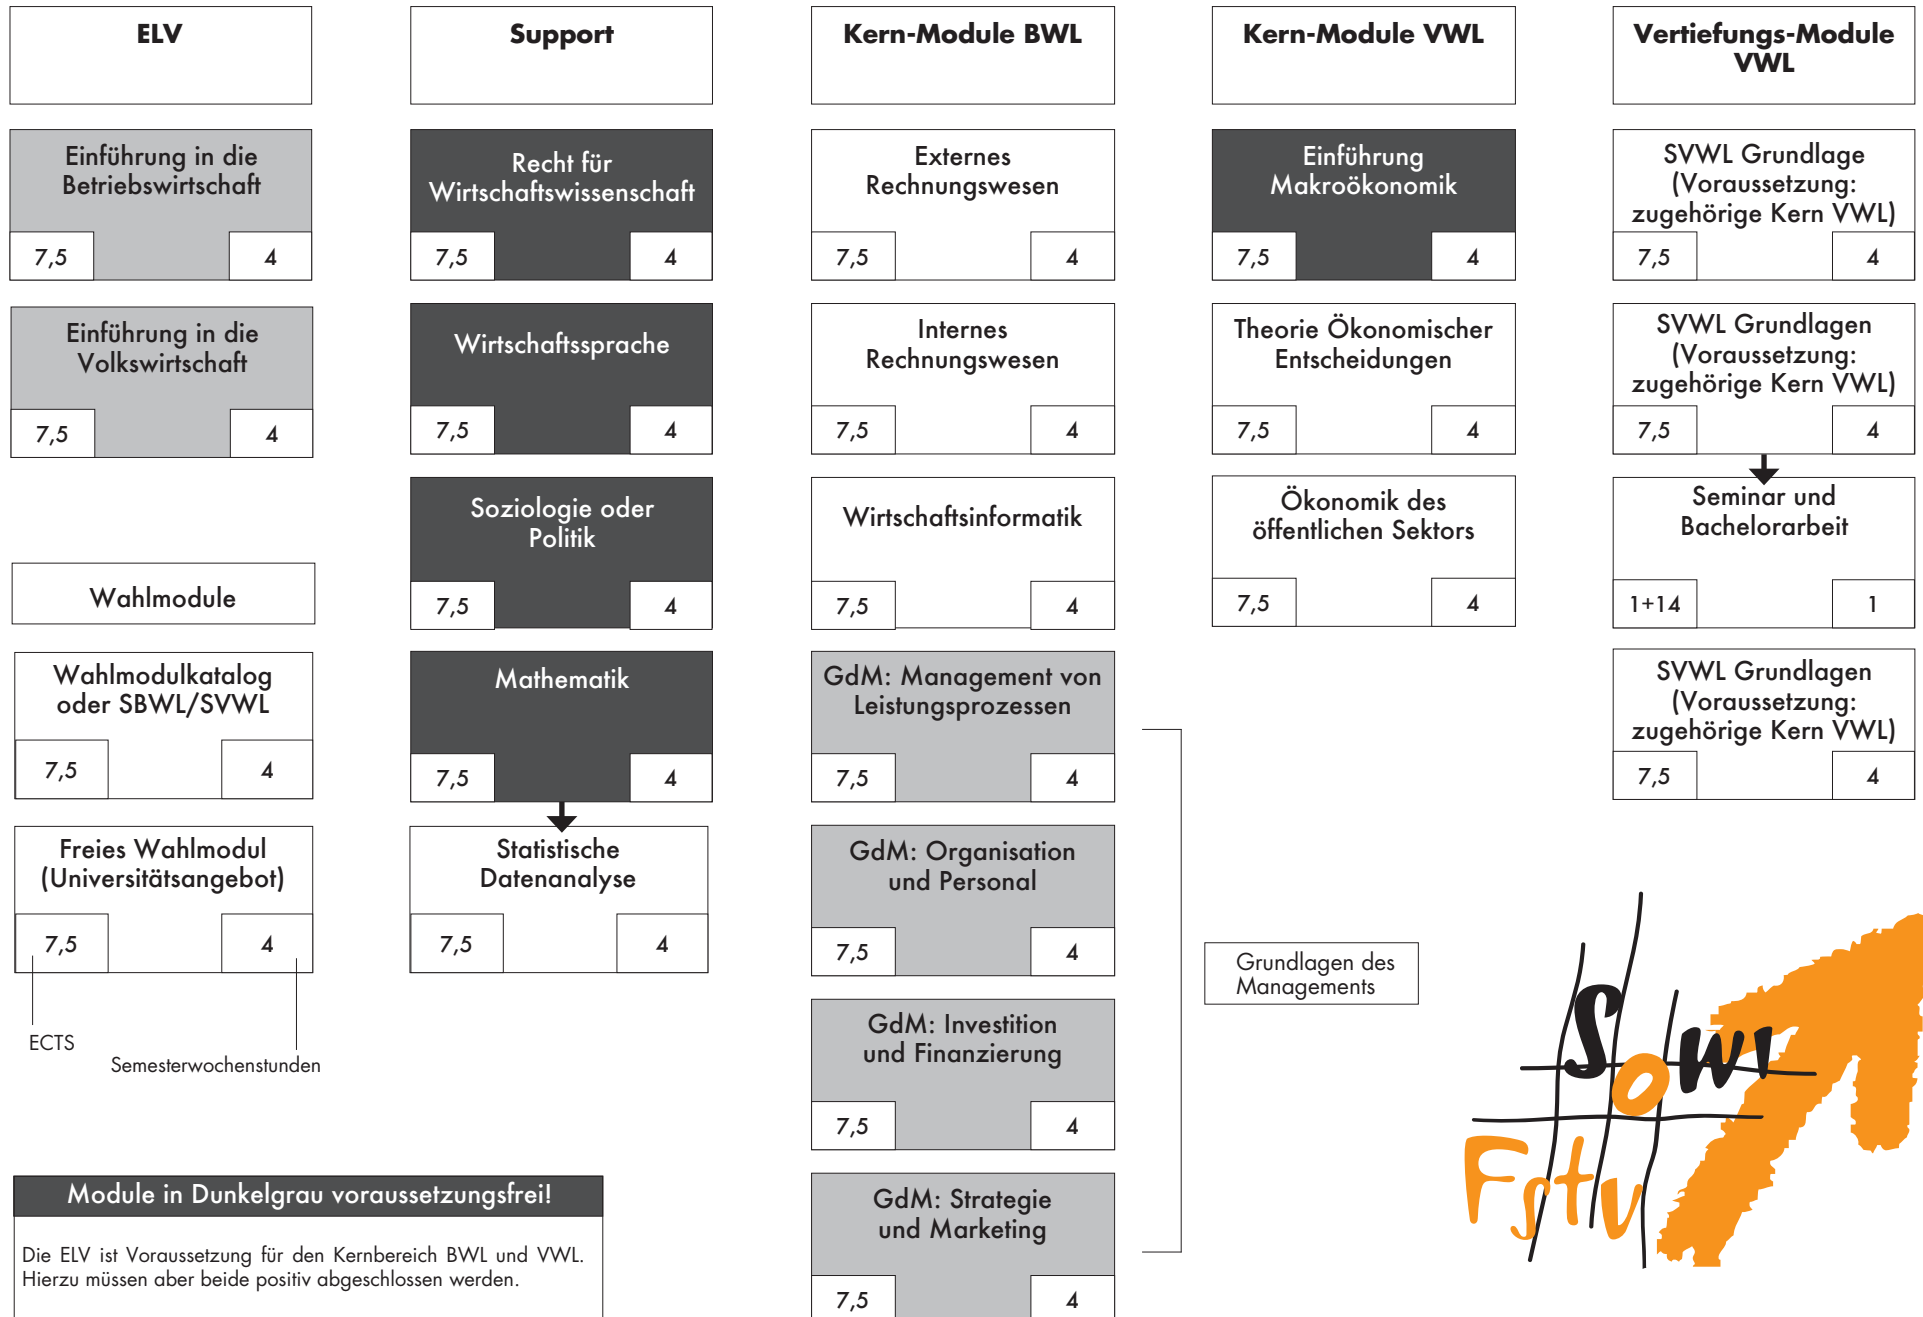 ELV
Einführung in die
Betriebswirtschaft
7,5
4
Einführung in die
Volkswirtschaft
7,5
4
Wahlmodule
Wahlmodulkatalog
oder SBWL/SVWL
7,5
4
Freies Wahlmodul
(Universitätsangebot)
7,5
4
ECTS
Semesterwochenstunden
Support
Recht für
Wirtschaftswissenschaft
7,5
4
Wirtschaftssprache
7,5
4
Soziologie oder
Politik
7,5
4
Mathematik
7,5
4
Statistische
Datenanalyse
7,5
4
Kern-Module BWL
Externes
Rechnungswesen
7,5
4
Internes
Rechnungswesen
7,5
4
Wirtschaftsinformatik
7,5
4
GdM: Management von
Leistungsprozessen
7,5
4
GdM: Organisation
und Personal
7,5
4
GdM: Investition
und Finanzierung
7,5
4
GdM: Strategie
und Marketing
7,5
4
Grundlagen des
Managements
Kern-Module VWL
Einführung
Makroökonomik
7,5
4
Theorie Ökonomischer
Entscheidungen
7,5
4
Ökonomik des
öffentlichen Sektors
7,5
4
Vertiefungs-Module
VWL
SVWL Grundlage
(Voraussetzung:
zugehörige Kern VWL)
7,5
4
SVWL Grundlagen
(Voraussetzung:
zugehörige Kern VWL)
7,5
4
Seminar und
Bachelorarbeit
1+14
1
SVWL Grundlagen
(Voraussetzung:
zugehörige Kern VWL)
7,5
4
Module in Dunkelgrau voraussetzungsfrei!
Die ELV ist Voraussetzung für den Kernbereich BWL und VWL.
Hierzu müssen aber beide positiv abgeschlossen werden.
SOWI
Fstv